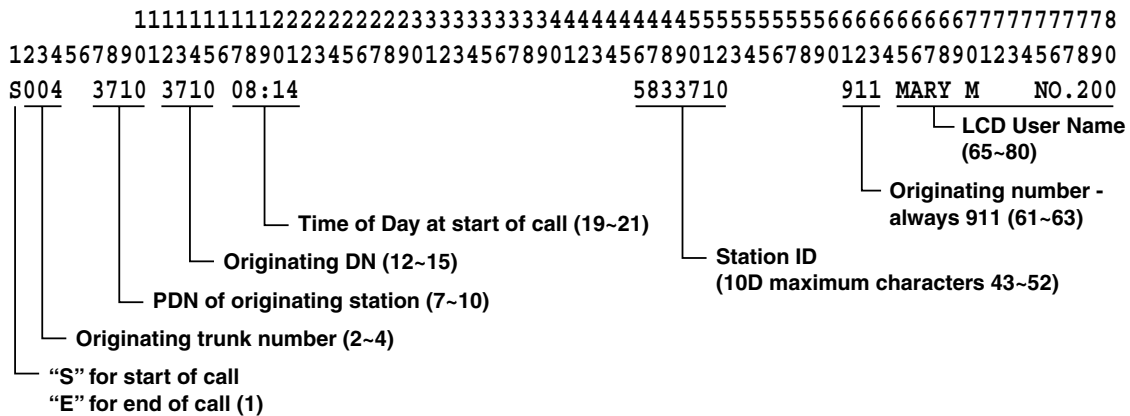 11111111112222222222333333333344444444445555555555666666666677777777778
12345678901234567890123456789012345678901234567890123456789012345678901234567890
S004  3710 3710 08:14                        5833710        911 MARY M    NO.200
LCD User Name
(65~80)
Originating number -
always 911 (61~63)
Time of Day at start of call (19~21)
Station ID
(10D maximum characters 43~52)
Originating DN (12~15)
PDN of originating station (7~10)
Originating trunk number (2~4)
“S” for start of call
“E” for end of call (1)